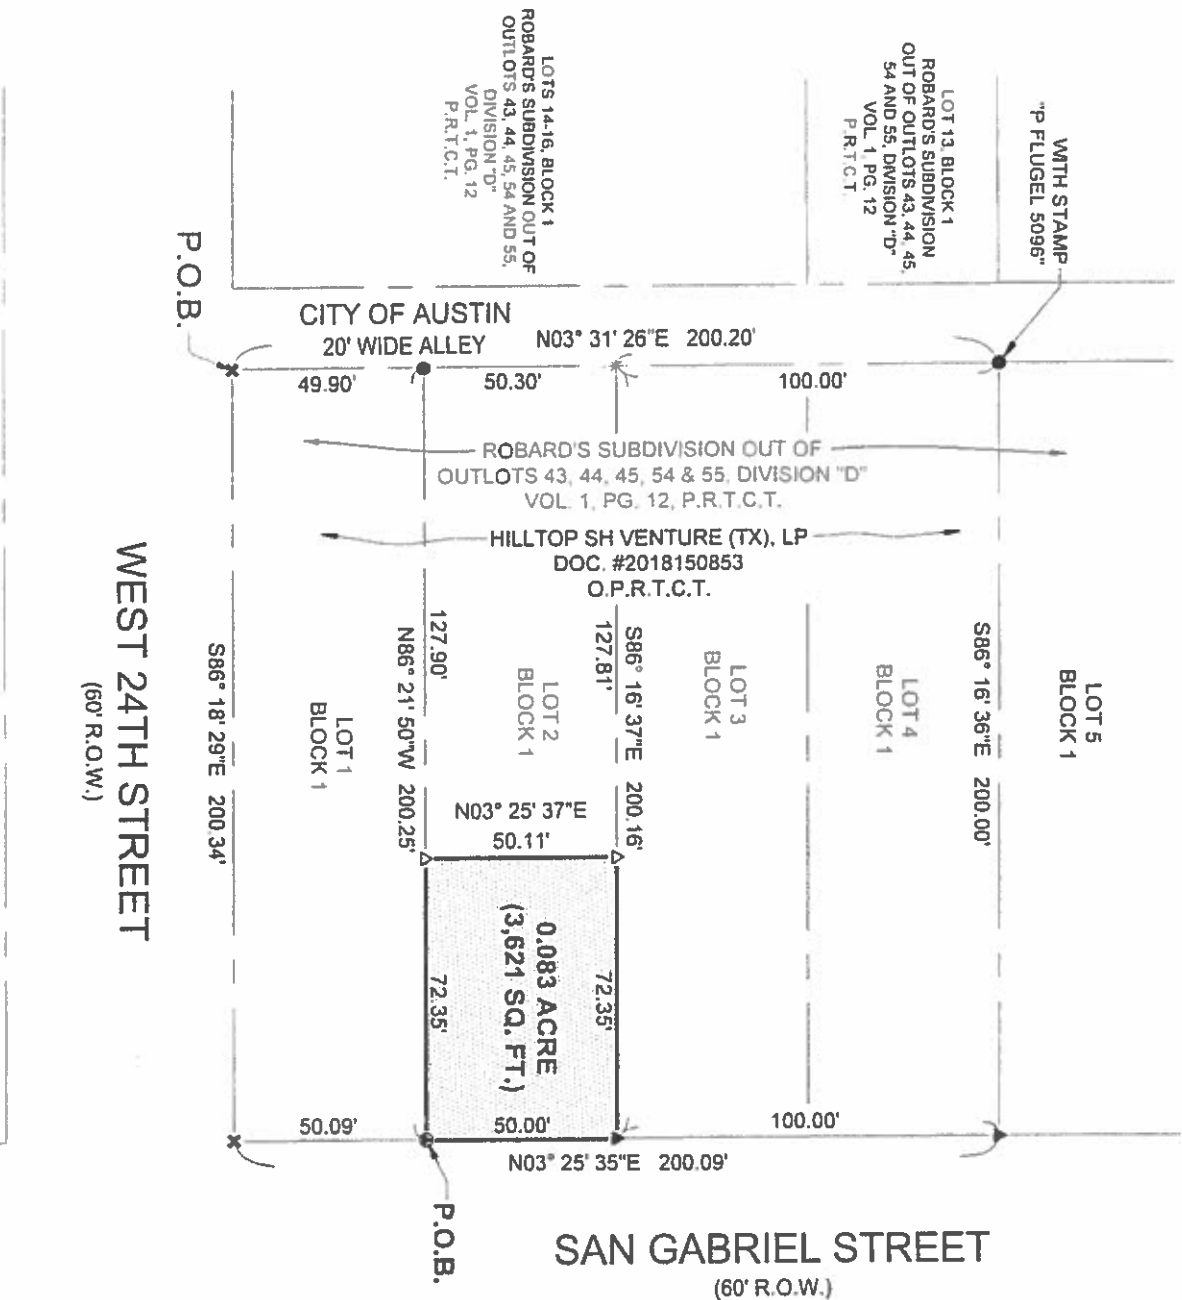 LOTS 14-16, BLOCK 1
ROBARD'S SUBDIVISION OUT OF
OUTLOTS 43, 44, 45, 54 AND 55,
DIVISION "D"
VOL. 1, PG. 12
P.R.T.C.T.
LOT 13, BLOCK 1
ROBARD'S SUBDIVISION
OUT OF OUTLOTS 43, 44, 45,
54 AND 55, DIVISION "D"
VOL. 1, PG. 12
P.R.T.C.T.
WITH STAMP
"P FLUGEL 5096"
P.O.B.
CITY OF AUSTIN
20' WIDE ALLEY
N03° 31' 26"E 200.20'
49.90'
50.30'
100.00'
ROBARD'S SUBDIVISION OUT OF
OUTLOTS 43, 44, 45, 54 & 55, DIVISION "D"
VOL. 1, PG. 12, P.R.T.C.T.
HILLTOP SH VENTURE (TX), LP
DOC. #2018150853
O.P.R.T.C.T.
WEST 24TH STREET
(60' R.O.W.)
S86° 18' 29"E 200.34'
LOT 1
BLOCK 1
127.90'
N86° 21' 50"W 200.25'
LOT 2
BLOCK 1
127.81'
S86° 16' 37"E 200.16'
LOT 3
BLOCK 1
LOT 4
BLOCK 1
S86° 16' 36"E 200.00'
LOT 5
BLOCK 1
N03° 25' 37"E
50.11'
0.083 ACRE
(3,621 SQ. FT.)
72.35'
72.35'
50.09'
50.00'
100.00'
N03° 25' 35"E 200.09'
P.O.B.
SAN GABRIEL STREET
(60' R.O.W.)